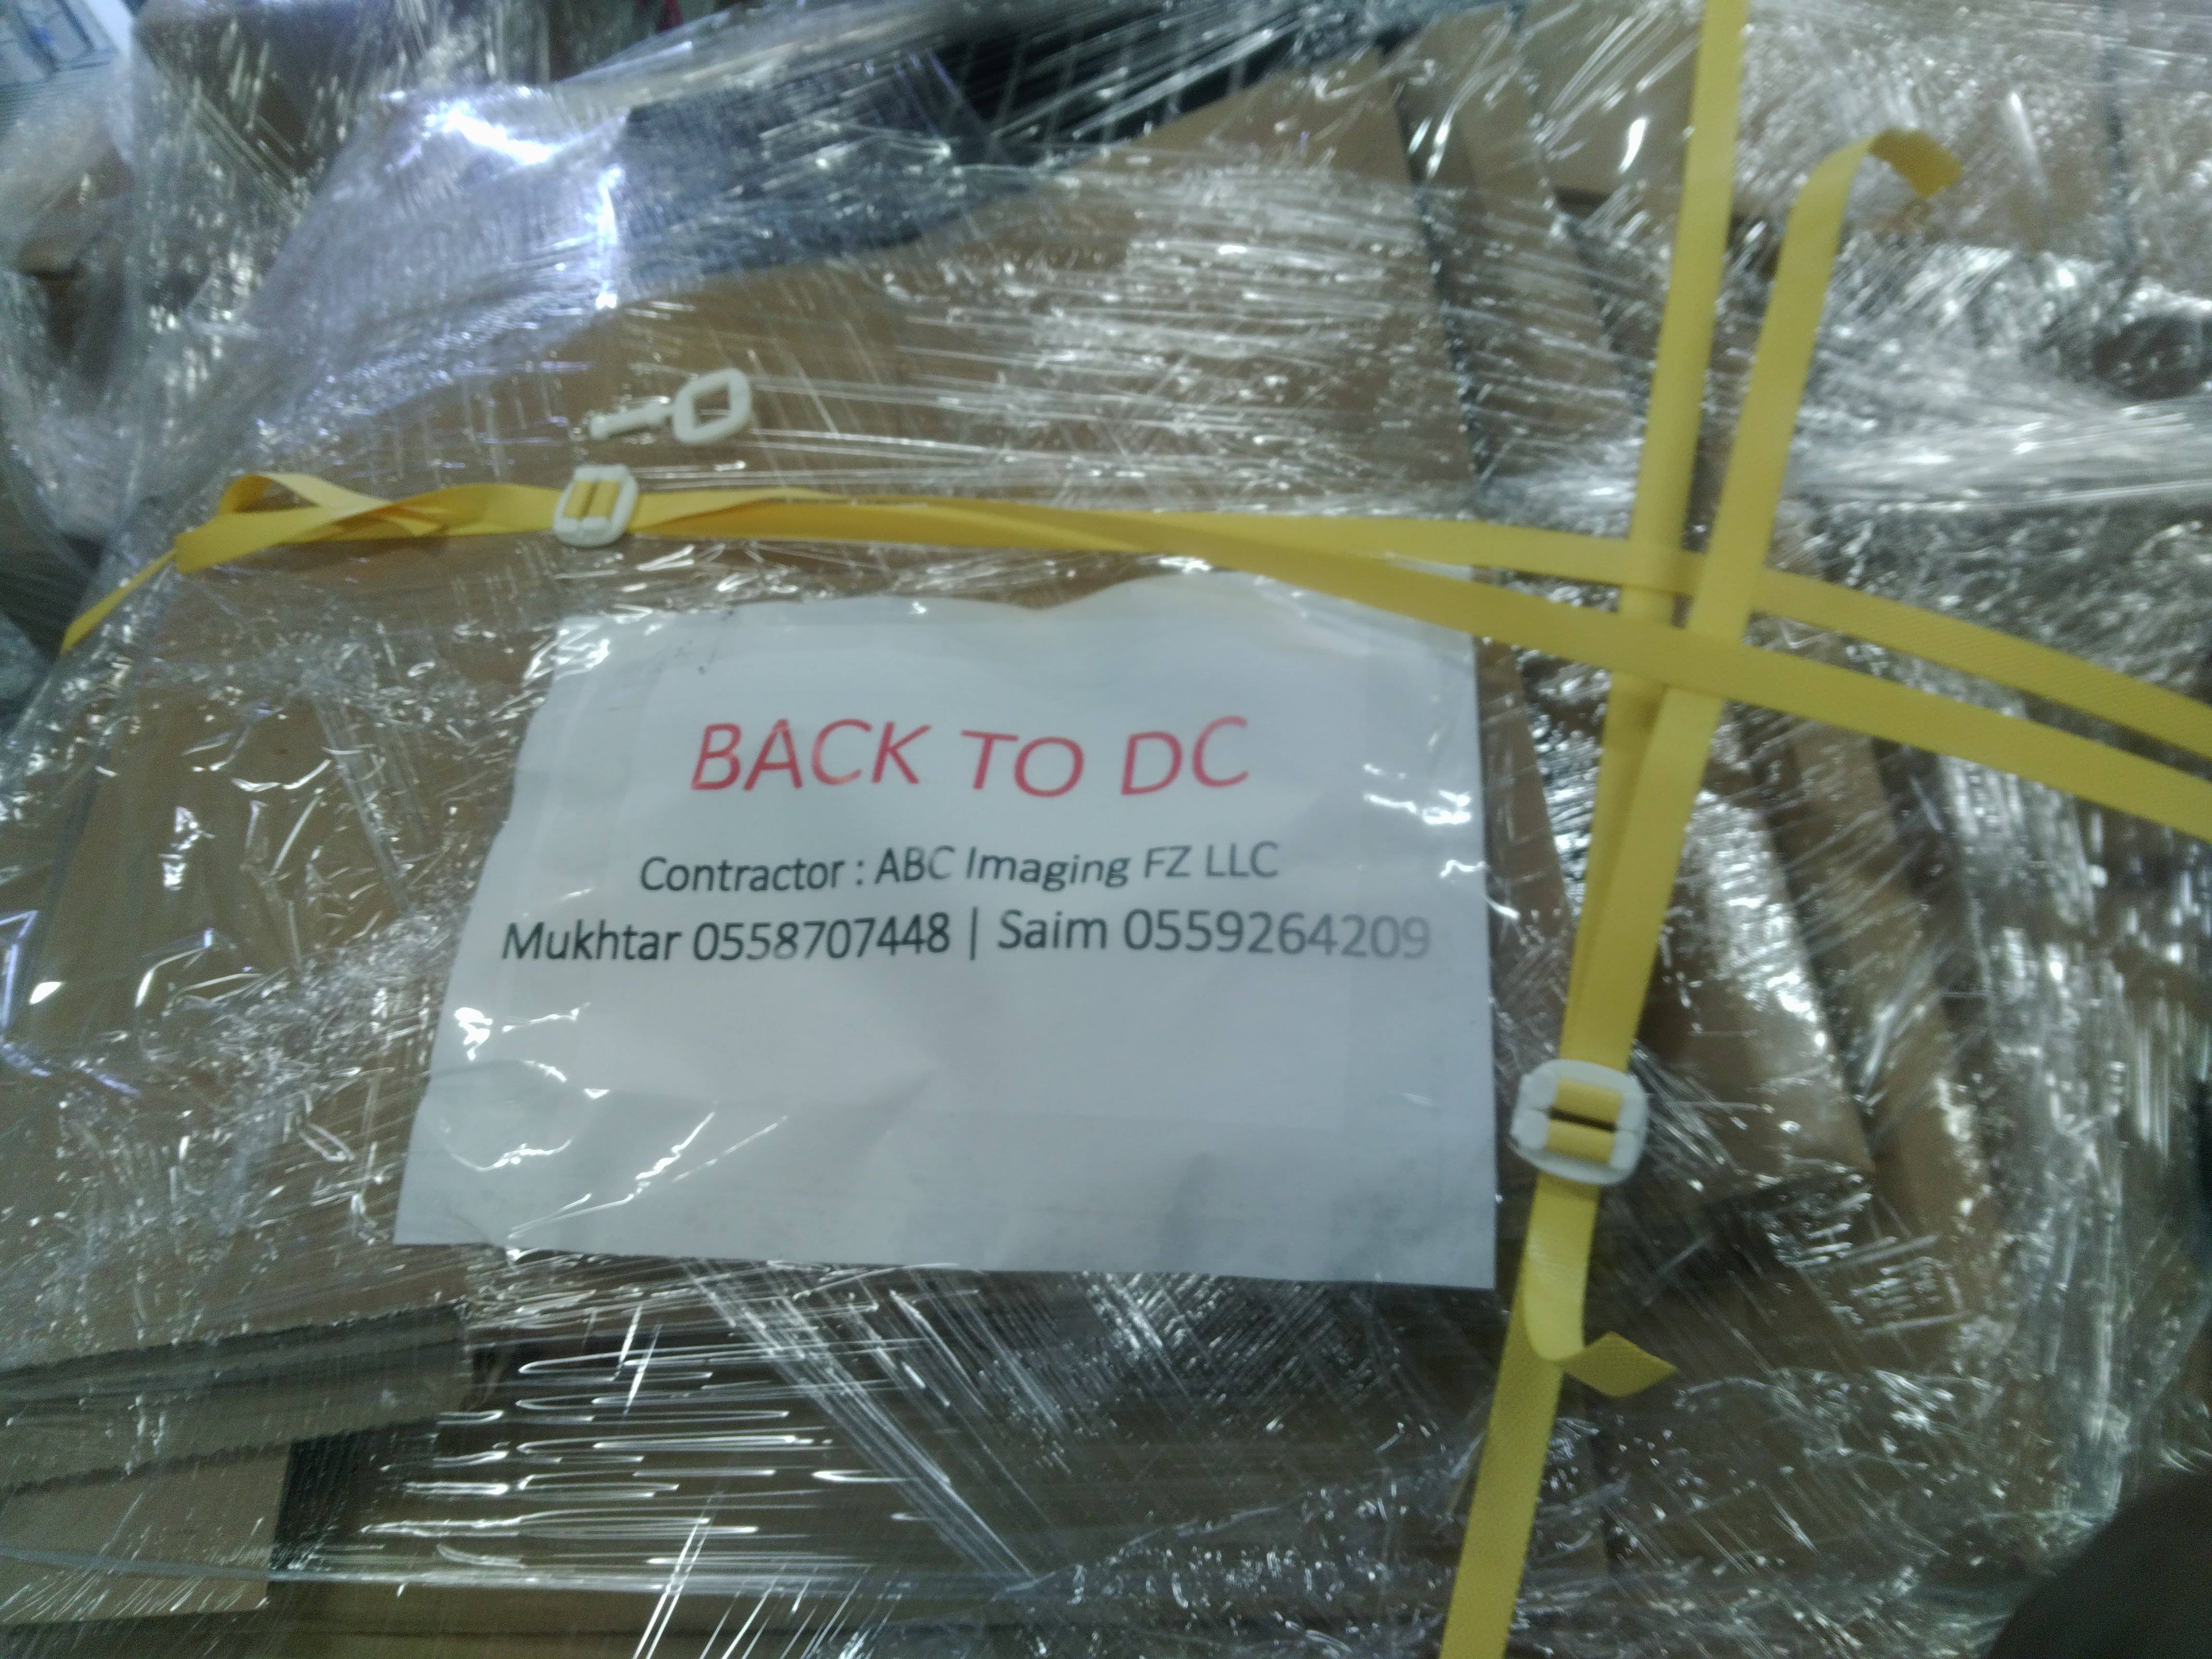 BACK TO DC
Contractor : ABC Imaging FZ LLC
Mukhtar 0558707448 | Saim 0559264209